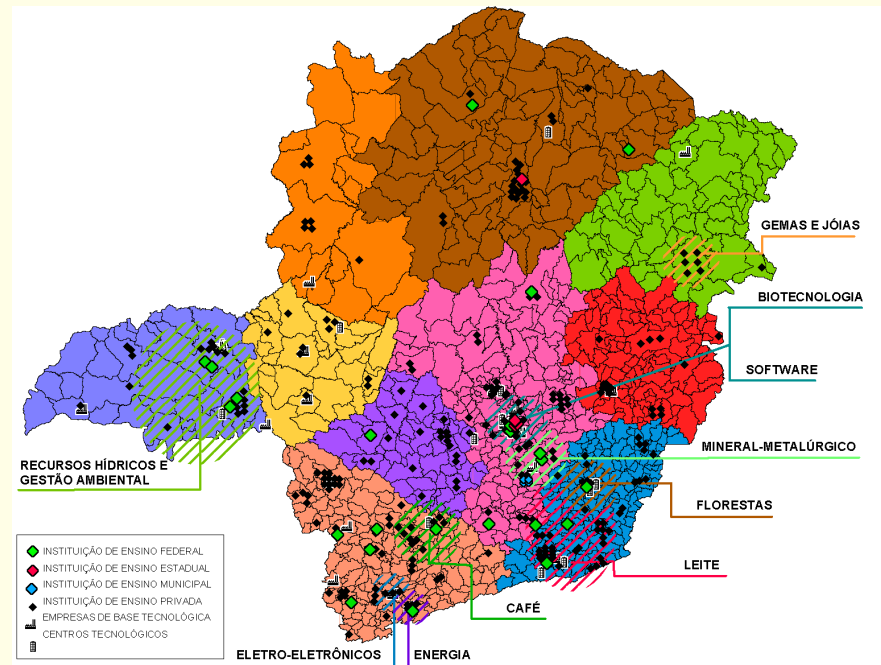 GEMAS E JÓIAS
BIOTECNOLOGIA
SOFTWARE
MINERAL-METALÚRGICO
RECURSOS HÍDRICOS E
GESTÃO AMBIENTAL
FLORESTAS
LEITE
CAFÉ
ELETRO-ELETRÔNICOS
ENERGIA
INSTITUIÇÃO DE ENSINO FEDERAL
INSTITUIÇÃO DE ENSINO ESTADUAL
INSTITUIÇÃO DE ENSINO MUNICIPAL
INSTITUIÇÃO DE ENSINO PRIVADA
EMPRESAS DE BASE TECNOLÓGICA
CENTROS TECNOLÓGICOS